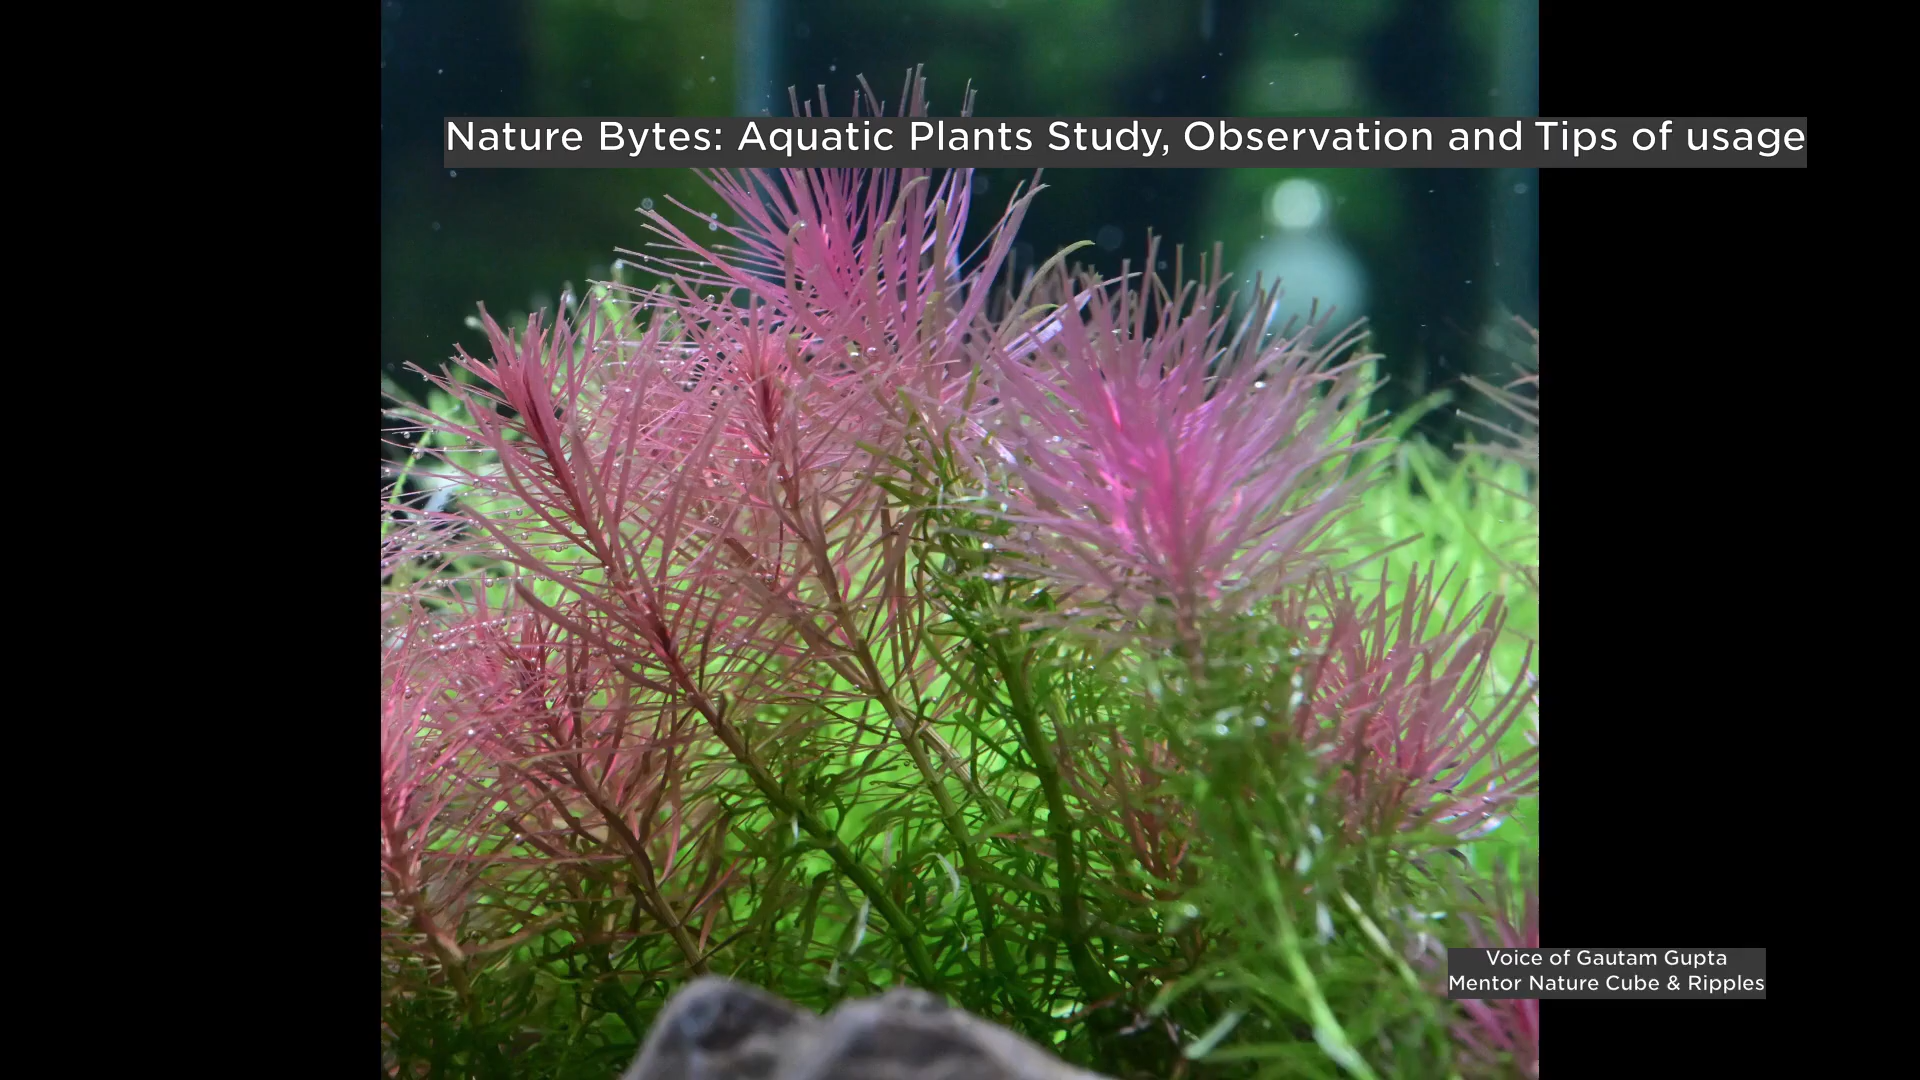 Nature Bytes: Aquatic Plants Study, Observation and Tips of usage
Voice of Gautam Gupta
Mentor Nature Cube & Ripples